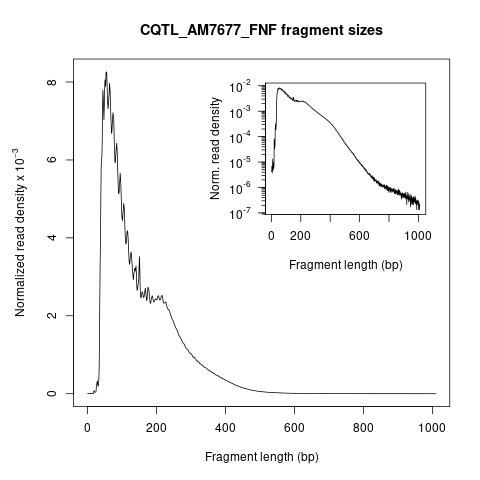 CQTL_AM7677_FNF fragment sizes
Normalized read density x 10⁻³
8
6
4
2
0
0 200 400 600 800 1000
Fragment length (bp)
Norm. read density
10⁻²
10⁻³
10⁻⁴
10⁻⁵
10⁻⁶
10⁻⁷
0 200 600 1000
Fragment length (bp)